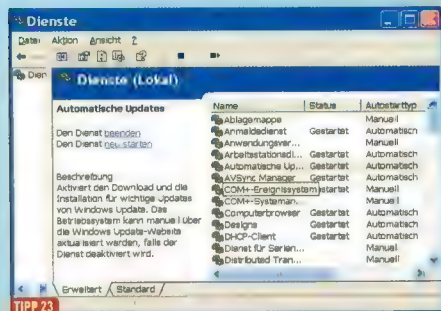 Dienste
Datei Aktion Ansicht ?
Dien
Dienste (Lokal)
Automatische Updates
Den Dienst beenden
Den Dienst neu starten
Beschreibung
Aktivert den Download und die
Installation für wichtige Updates
von Windows Update. Das
Betriebssystem kann manuell über
die Windows Update-Website
aktualisiert werden, falls der
Dienst deaktiviert wird.
Name Status Autostarttyp
Ablagemappe Manuell
Anmeldedienst Gestartet Automatisch
Anwendungsver... Manuell
Arbeitsstationsdi... Gestartet Automatisch
Automatische Up... Gestartet Automatisch
AVSync Manager Gestartet Automatisch
COM+-Ereignissystem startet Manuell
COM+-Systeman... Manuell
Computerbrowser Gestartet Automatisch
Designs Gestartet Automatisch
DHCP-Client Gestartet Automatisch
Dienst für Serien... Manuell
Distributed Tran... Manuell
Erweitert Standard
TIPP 23